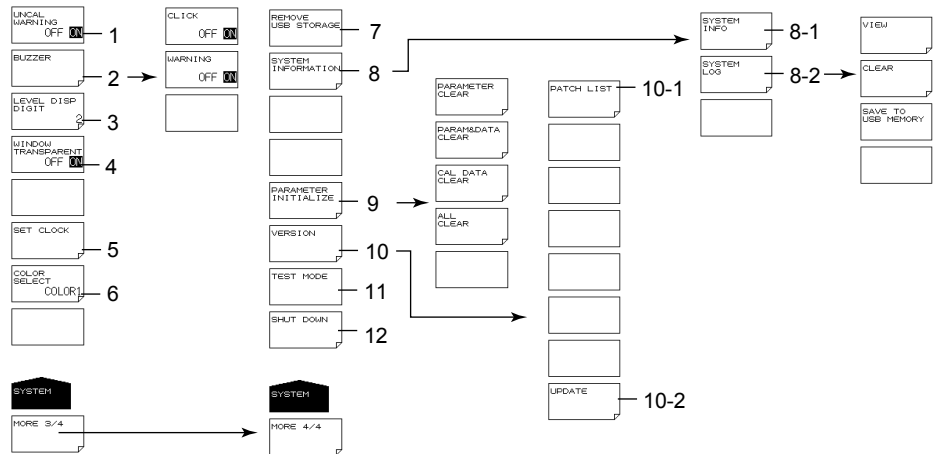 UNCAL
WARNING
OFF ON
1
BUZZER
2
LEVEL DISP
DIGIT
2
3
WINDOW
TRANSPARENT
OFF ON
4
SET CLOCK
5
COLOR
SELECT
COLOR1
6
SYSTEM
MORE 3/4
CLICK
OFF ON
WARNING
OFF ON
REMOVE
USB STORAGE
7
SYSTEM
INFORMATION
8
PARAMETER
INITIALIZE
9
VERSION
10
TEST MODE
11
SHUT DOWN
12
SYSTEM
MORE 4/4
PARAMETER
CLEAR
PARAM&DATA
CLEAR
CAL DATA
CLEAR
ALL
CLEAR
PATCH LIST
10-1
UPDATE
10-2
SYSTEM
INFO
8-1
SYSTEM
LOG
8-2
VIEW
CLEAR
SAVE TO
USB MEMORY